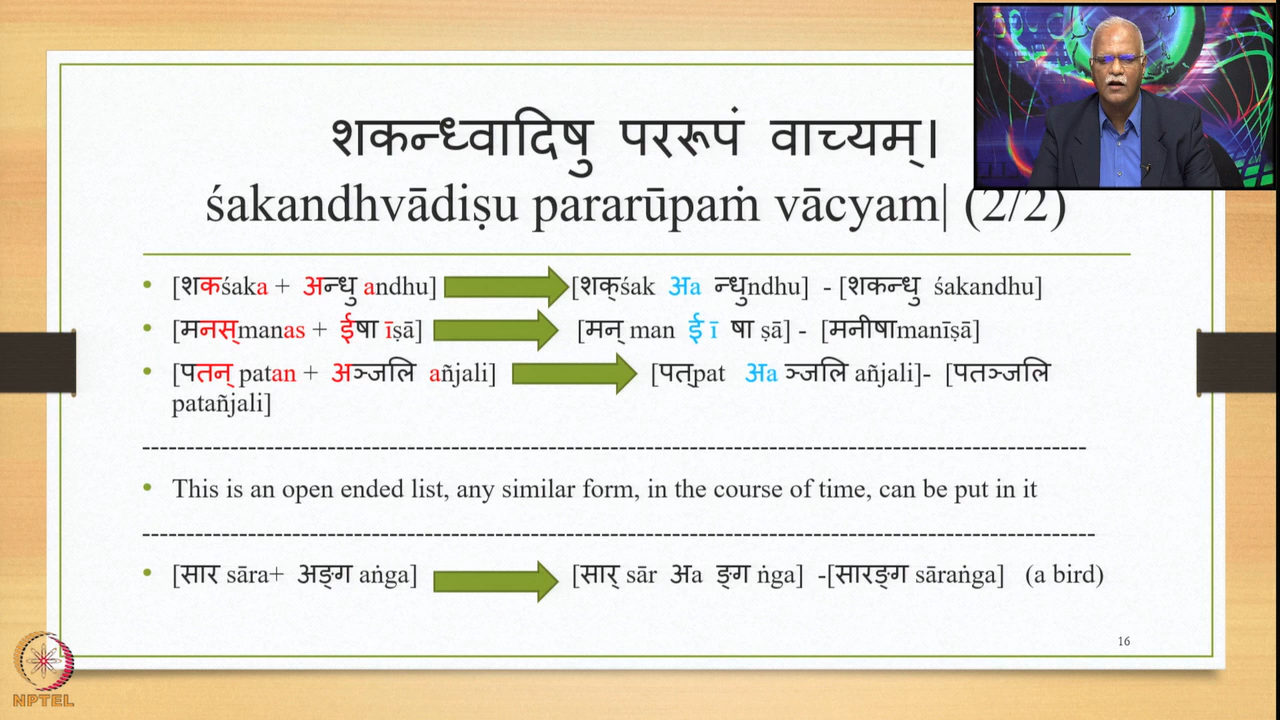 शकन्ध्वादिषु पररूपं वाच्यम्।
śakandhvādiṣu pararūpaṁ vācyam| (2/2)
• [शकśaka + अन्धु andhu] [शक्śak अa न्धुndhu] - [शकन्धु śakandhu]
• [मनस्manas + ईषा īṣā] [मन् man ई ī षा ṣā] - [मनीषाmanīṣā]
• [पतन् patan + अञ्जलि añjali] [पत्pat अa ञ्जलि añjali]- [पतञ्जलि
patañjali]
• This is an open ended list, any similar form, in the course of time, can be put in it
• [सार sāra+ अङ्ग aṅga] [सार् sār अa ङ्ग ṅga] -[सारङ्ग sāraṅga] (a bird)
16
NPTEL